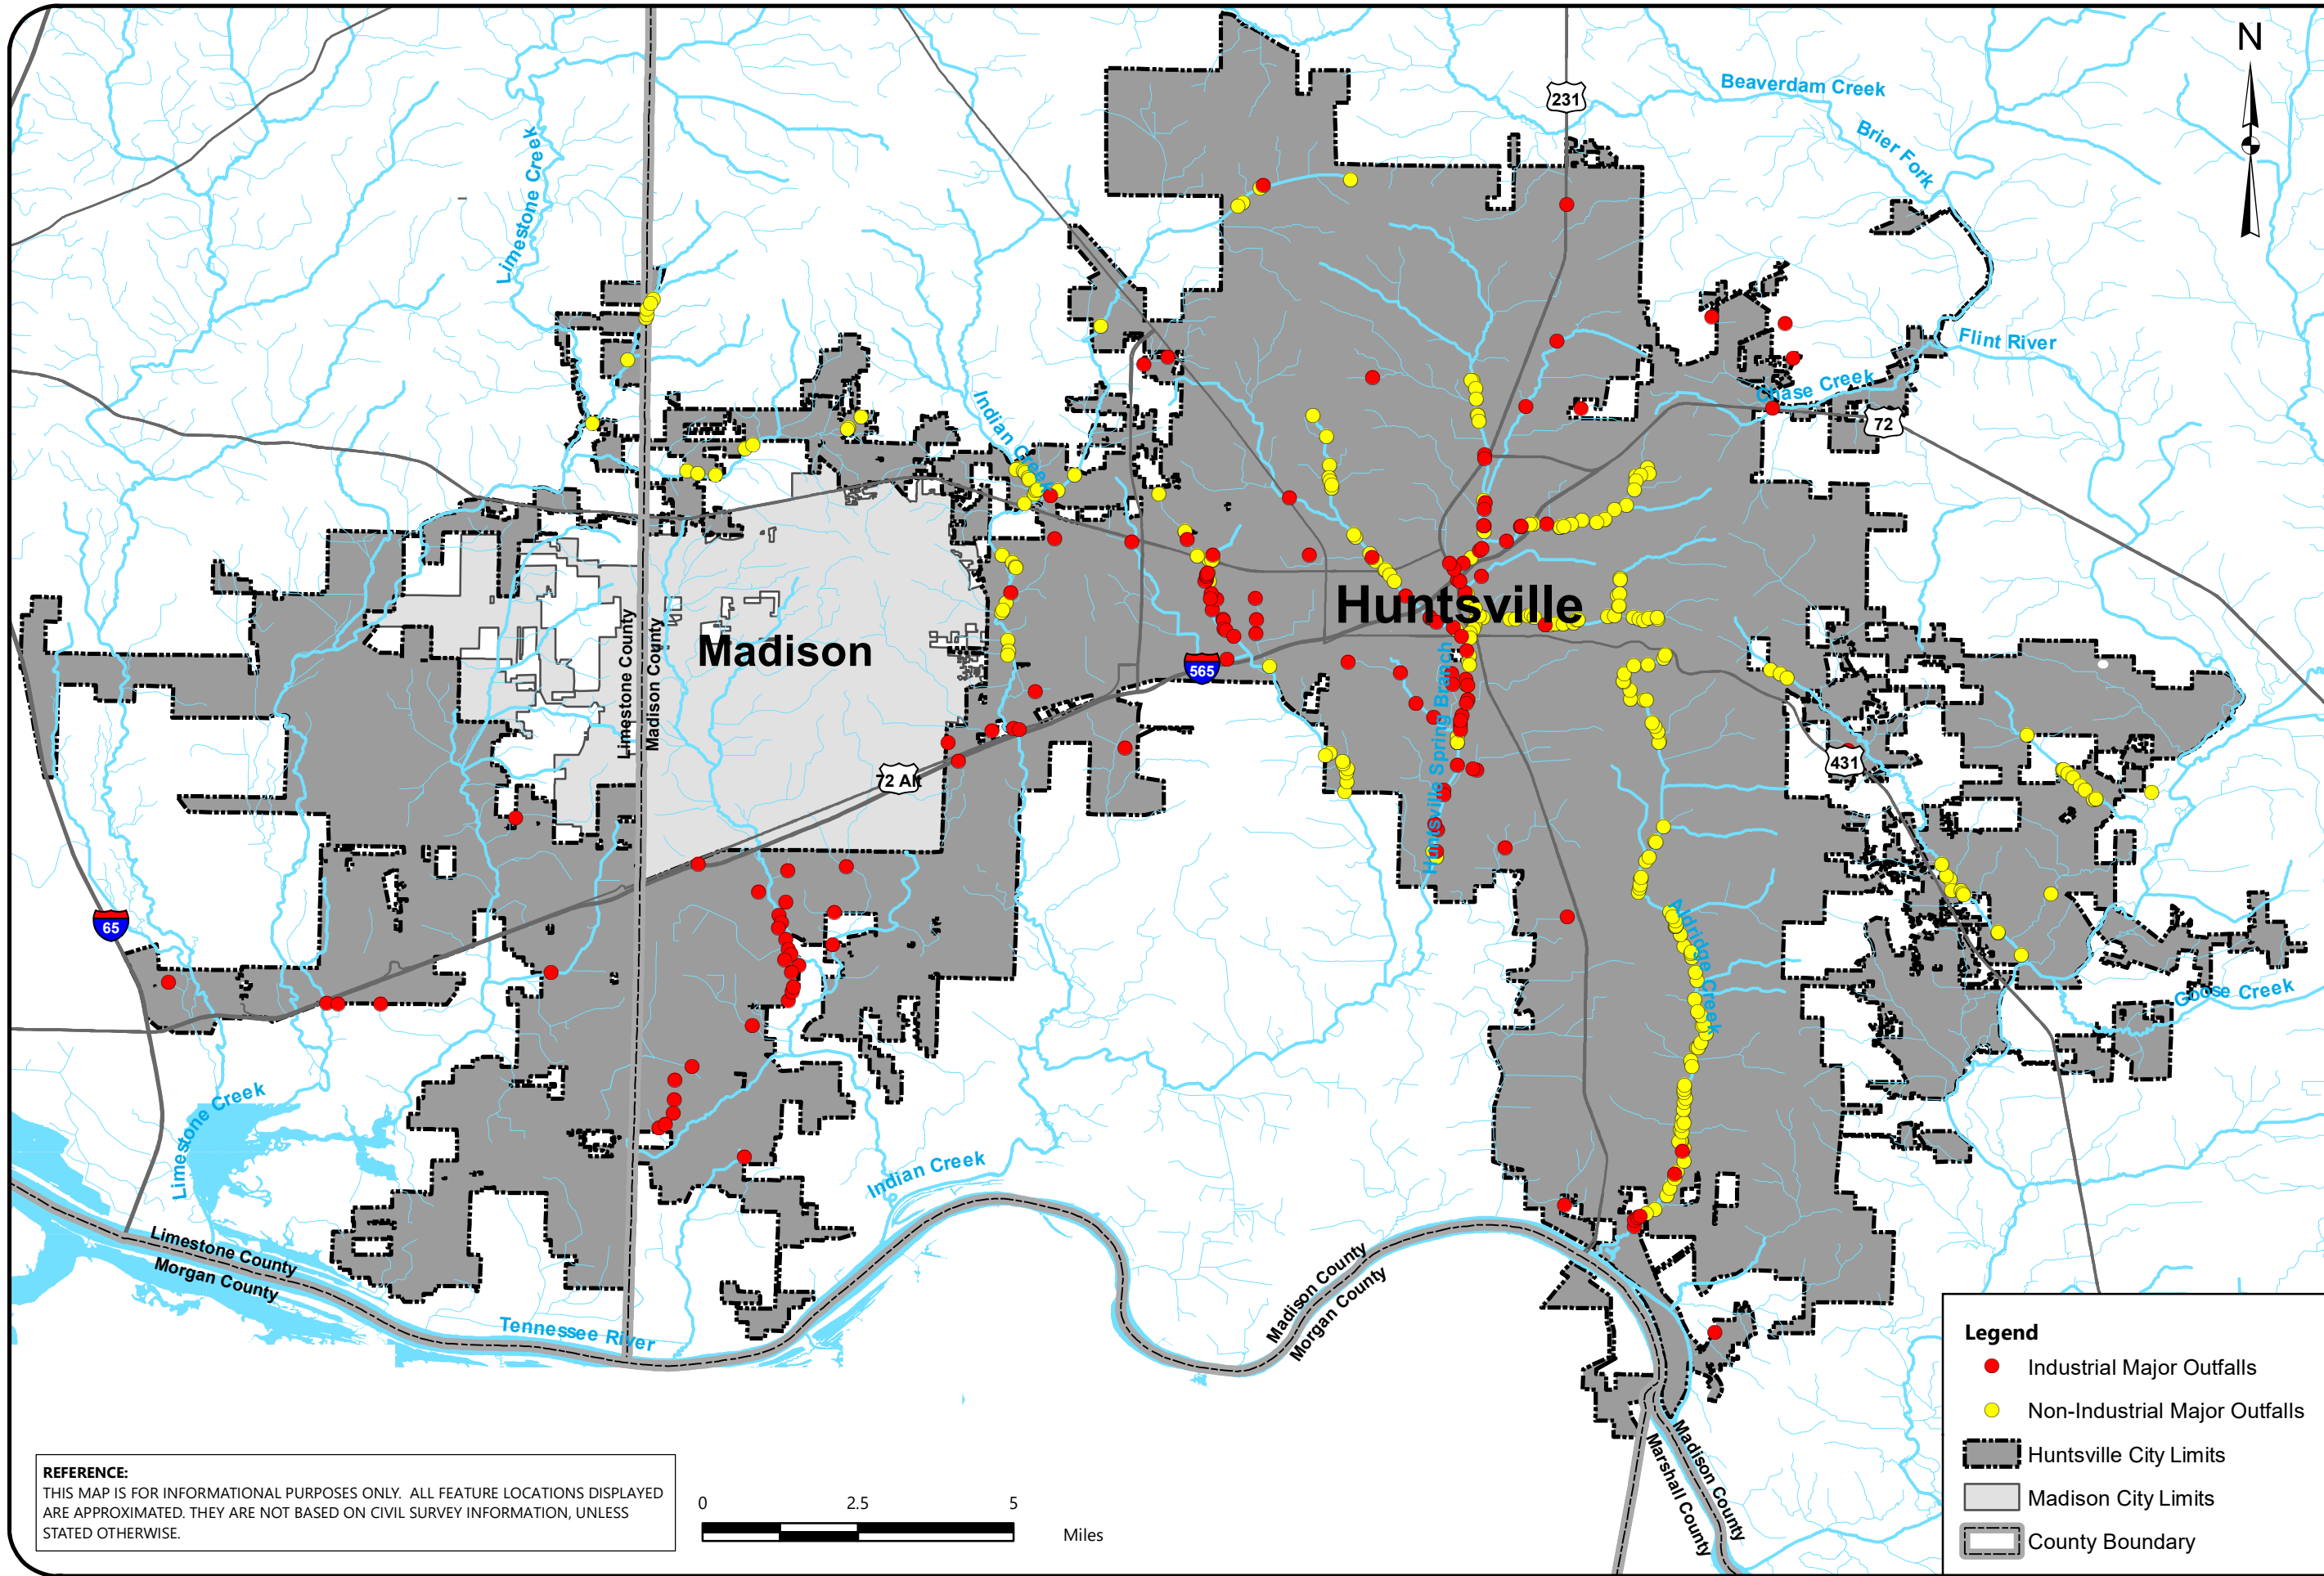 N
231
Beaverdam Creek
Brier Fork
Limestone Creek
Flint River
Chase Creek
72
Indian Creek
Huntsville
Madison
Limestone County
Madison County
565
Huntsville Spring Branch
431
72 Alt
65
Aldridge Creek
Goose Creek
Limestone Creek
Indian Creek
Limestone County
Morgan County
Madison County
Morgan County
Tennessee River
Madison County
Marshall County
Legend
Industrial Major Outfalls
Non-Industrial Major Outfalls
Huntsville City Limits
Madison City Limits
County Boundary
REFERENCE:
THIS MAP IS FOR INFORMATIONAL PURPOSES ONLY.  ALL FEATURE LOCATIONS DISPLAYED
ARE APPROXIMATED. THEY ARE NOT BASED ON CIVIL SURVEY INFORMATION, UNLESS
STATED OTHERWISE.
0 2.5 5
Miles